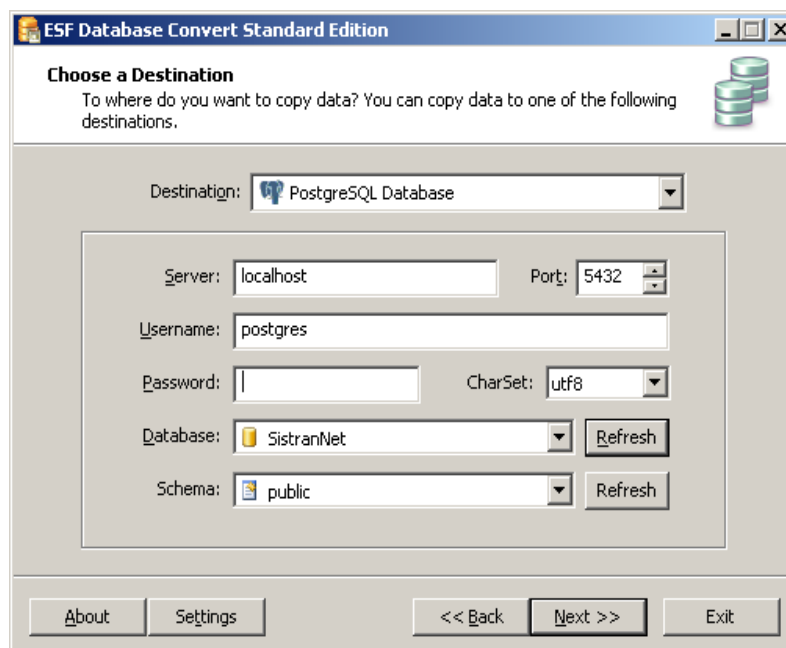 ESF Database Convert Standard Edition
Choose a Destination
To where do you want to copy data? You can copy data to one of the following
destinations.
Destination: PostgreSQL Database
Server: localhost Port: 5432
Username: postgres
Password: CharSet: utf8
Database: SistranNet Refresh
Schema: public Refresh
About Settings << Back Next >> Exit